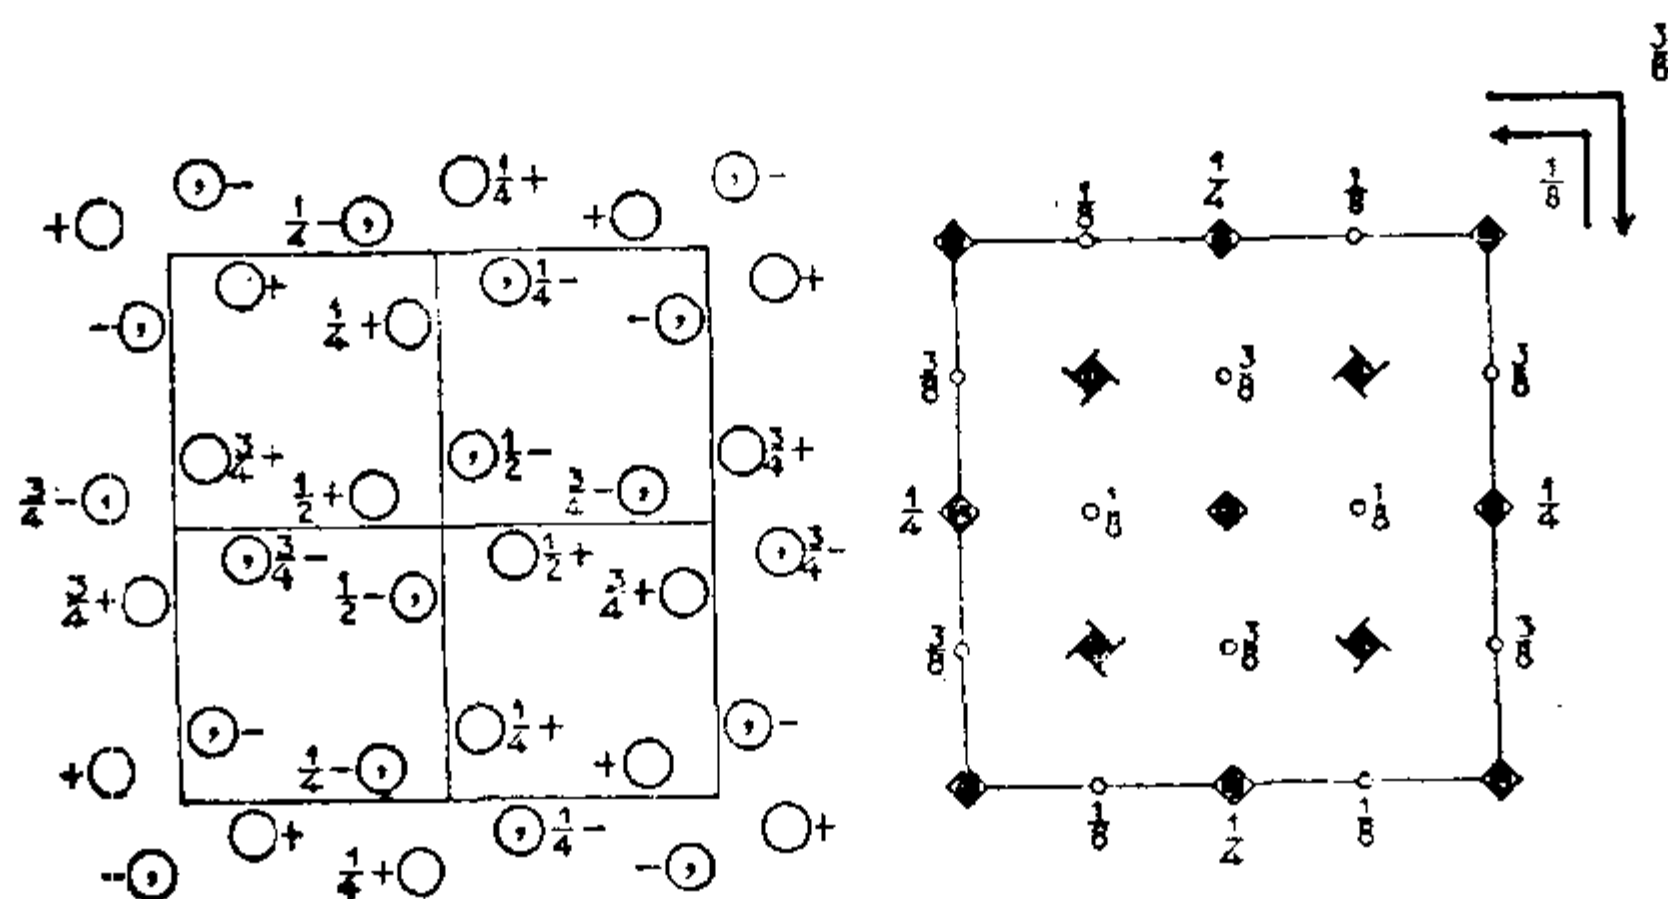 3/8
- 1/4+ -
+ 1/4- + 1/4 1/8 1/8 1/8
+ 1/4- +
- 1/4+ -
3/8 3/8 3/8
3/4+ 1/2- 3/4+
3/4- 1/2+ 3/4- 1/4 1/8 1/8 1/4
3/4- 1/2+ 3/4-
3/4+ 1/2- 3/4+
3/8 3/8 3/8
- 1/4+ -
+ 1/4- +
+ 1/4- + 1/8 1/4 1/8
- 1/4+ -